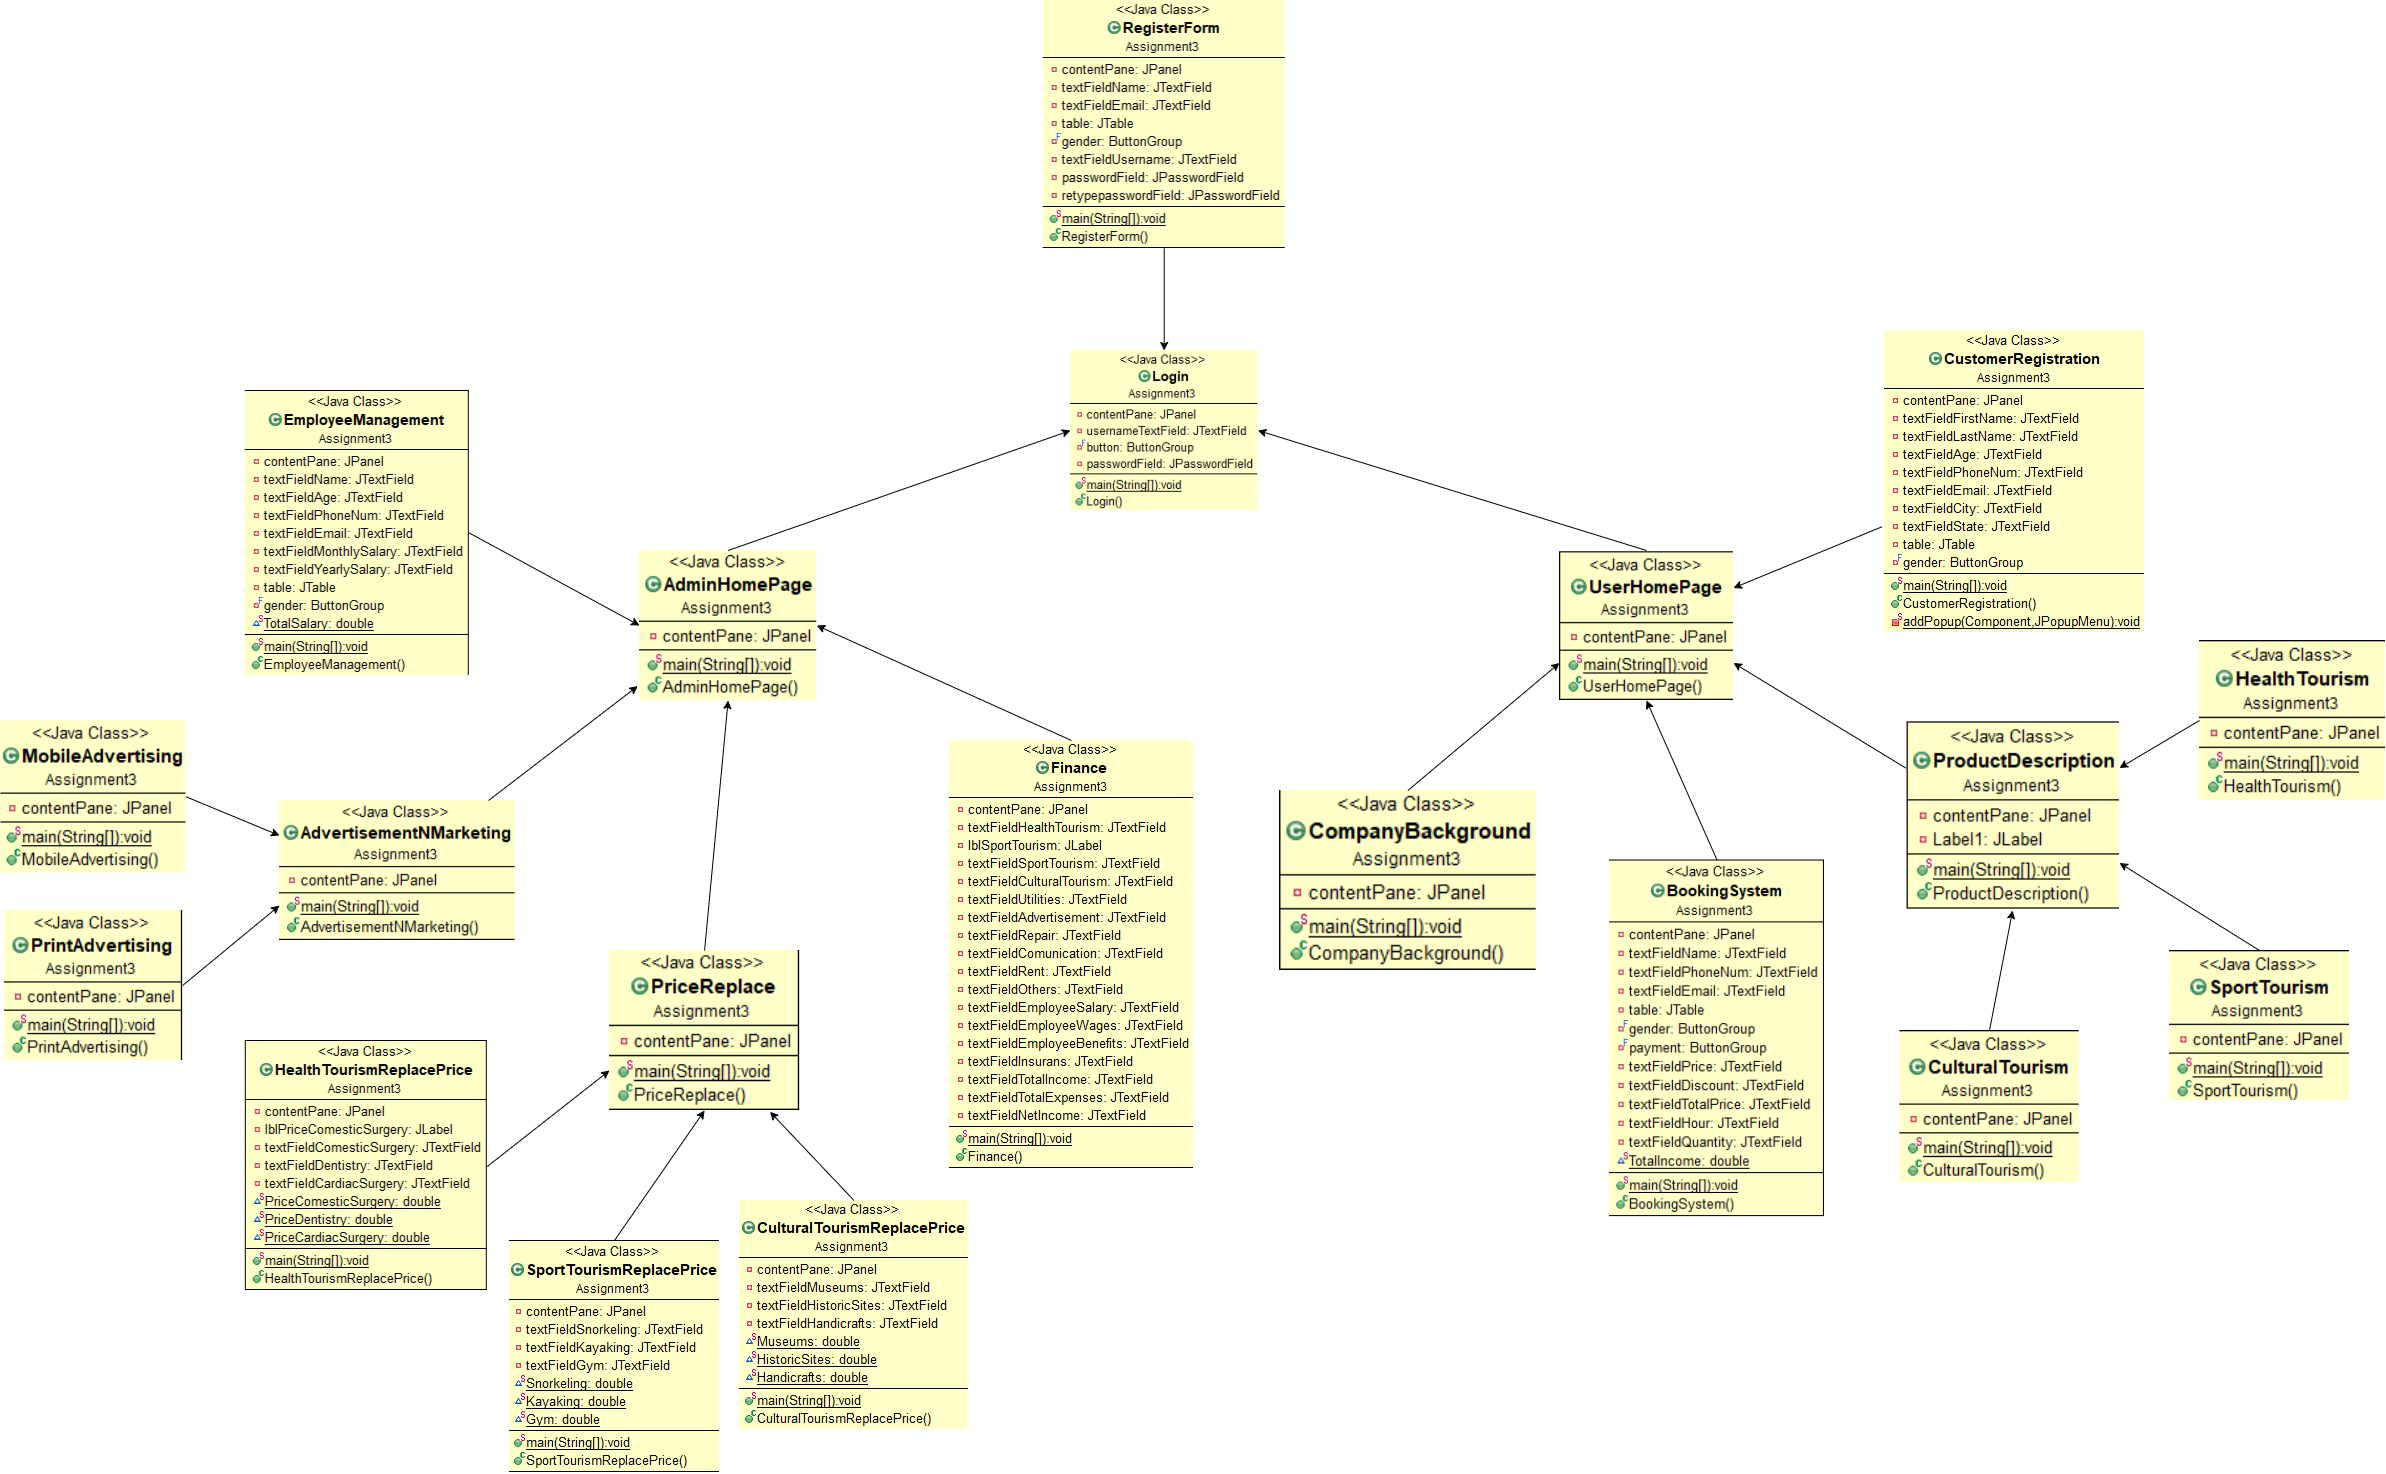 <<Java Class>>
RegisterForm
Assignment3
contentPane: JPanel
textFieldName: JTextField
textFieldEmail: JTextField
table: JTable
gender: ButtonGroup
textFieldUsername: JTextField
passwordField: JPasswordField
retypepasswordField: JPasswordField
main(String[]):void
RegisterForm()
<<Java Class>>
Login
Assignment3
contentPane: JPanel
usernameTextField: JTextField
button: ButtonGroup
passwordField: JPasswordField
main(String[]):void
Login()
<<Java Class>>
CustomerRegistration
Assignment3
contentPane: JPanel
textFieldFirstName: JTextField
textFieldLastName: JTextField
textFieldAge: JTextField
textFieldPhoneNum: JTextField
textFieldEmail: JTextField
textFieldCity: JTextField
textFieldState: JTextField
table: JTable
gender: ButtonGroup
main(String[]):void
CustomerRegistration()
addPopup(Component,JPopupMenu):void
<<Java Class>>
EmployeeManagement
Assignment3
contentPane: JPanel
textFieldName: JTextField
textFieldAge: JTextField
textFieldPhoneNum: JTextField
textFieldEmail: JTextField
textFieldMonthlySalary: JTextField
textFieldYearlySalary: JTextField
table: JTable
gender: ButtonGroup
TotalSalary: double
main(String[]):void
EmployeeManagement()
<<Java Class>>
AdminHomePage
Assignment3
contentPane: JPanel
main(String[]):void
AdminHomePage()
<<Java Class>>
UserHomePage
Assignment3
contentPane: JPanel
main(String[]):void
UserHomePage()
<<Java Class>>
HealthTourism
Assignment3
contentPane: JPanel
main(String[]):void
HealthTourism()
<<Java Class>>
MobileAdvertising
Assignment3
contentPane: JPanel
main(String[]):void
MobileAdvertising()
<<Java Class>>
AdvertisementNMarketing
Assignment3
contentPane: JPanel
main(String[]):void
AdvertisementNMarketing()
<<Java Class>>
Finance
Assignment3
contentPane: JPanel
textFieldHealthTourism: JTextField
lblSportTourism: JLabel
textFieldSportTourism: JTextField
textFieldCulturalTourism: JTextField
textFieldUtilities: JTextField
textFieldAdvertisement: JTextField
textFieldRepair: JTextField
textFieldComunication: JTextField
textFieldRent: JTextField
textFieldOthers: JTextField
textFieldEmployeeSalary: JTextField
textFieldEmployeeWages: JTextField
textFieldEmployeeBenefits: JTextField
textFieldInsurans: JTextField
textFieldTotalIncome: JTextField
textFieldTotalExpenses: JTextField
textFieldNetIncome: JTextField
main(String[]):void
Finance()
<<Java Class>>
CompanyBackground
Assignment3
contentPane: JPanel
main(String[]):void
CompanyBackground()
<<Java Class>>
ProductDescription
Assignment3
contentPane: JPanel
Label1: JLabel
main(String[]):void
ProductDescription()
<<Java Class>>
BookingSystem
Assignment3
contentPane: JPanel
textFieldName: JTextField
textFieldPhoneNum: JTextField
textFieldEmail: JTextField
table: JTable
gender: ButtonGroup
payment: ButtonGroup
textFieldPrice: JTextField
textFieldDiscount: JTextField
textFieldTotalPrice: JTextField
textFieldHour: JTextField
textFieldQuantity: JTextField
TotalIncome: double
main(String[]):void
BookingSystem()
<<Java Class>>
PrintAdvertising
Assignment3
contentPane: JPanel
main(String[]):void
PrintAdvertising()
<<Java Class>>
PriceReplace
Assignment3
contentPane: JPanel
main(String[]):void
PriceReplace()
<<Java Class>>
SportTourism
Assignment3
contentPane: JPanel
main(String[]):void
SportTourism()
<<Java Class>>
CulturalTourism
Assignment3
contentPane: JPanel
main(String[]):void
CulturalTourism()
<<Java Class>>
HealthTourismReplacePrice
Assignment3
contentPane: JPanel
lblPriceComesticSurgery: JLabel
textFieldComesticSurgery: JTextField
textFieldDentistry: JTextField
textFieldCardiacSurgery: JTextField
PriceComesticSurgery: double
PriceDentistry: double
PriceCardiacSurgery: double
main(String[]):void
HealthTourismReplacePrice()
<<Java Class>>
SportTourismReplacePrice
Assignment3
contentPane: JPanel
textFieldSnorkeling: JTextField
textFieldKayaking: JTextField
textFieldGym: JTextField
Snorkeling: double
Kayaking: double
Gym: double
main(String[]):void
SportTourismReplacePrice()
<<Java Class>>
CulturalTourismReplacePrice
Assignment3
contentPane: JPanel
textFieldMuseums: JTextField
textFieldHistoricSites: JTextField
textFieldHandicrafts: JTextField
Museums: double
HistoricSites: double
Handicrafts: double
main(String[]):void
CulturalTourismReplacePrice()